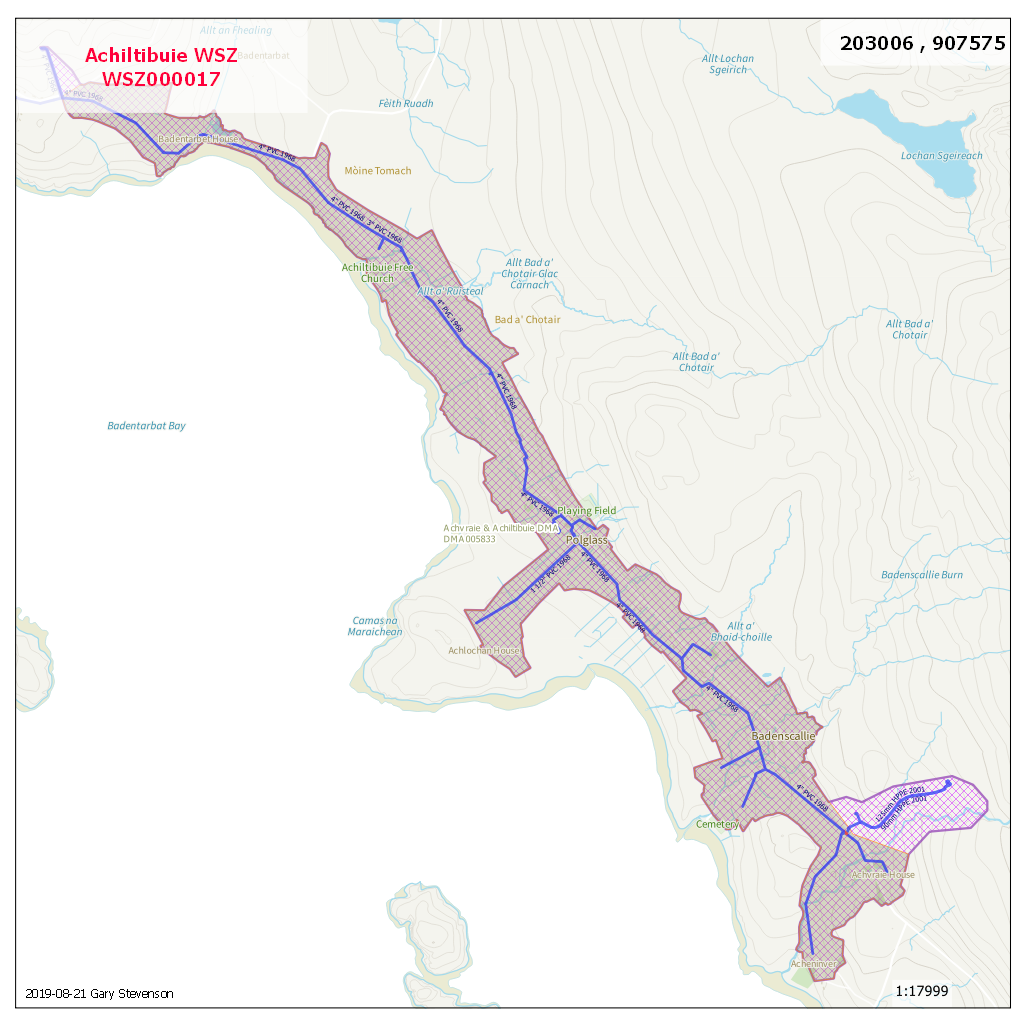 Allt an Fhealing
Achiltibuie WSZ
WSZ000017
Badentarbat
203006 , 907575
Allt Lochan
Sgeirich
4" PVC 1968
Fèith Ruadh
Badentarbet House
4" PVC 1968
Lochan Sgeireach
Mòine Tomach
4" PVC 1968
3" PVC 1968
Achiltibuie Free
Church
Allt Bad a'
Chotair Glac
Carnach
Allt a' Ruisteal
4" PVC 1968
Bad a' Chotair
Allt Bad a'
Chotair
Allt Bad a'
Chotair
4" PVC 1968
Badentarbat Bay
4" PVC 1968
Playing Field
Achvraie & Achiltibuie DMA
DMA005833
Polglass
4" PVC 1968
1 1/2" PVC 1968
Badenscallie Burn
4" PVC 1968
Camas na
Maraichean
Allt a'
Bhaid-choille
Achlochan House
4" PVC 1968
Badenscallie
4" PVC 1968
125mm HPPE 2001
90mm HPPE 2001
Cemetery
Achvraie House
Acheninver
2019-08-21 Gary Stevenson
1:17999